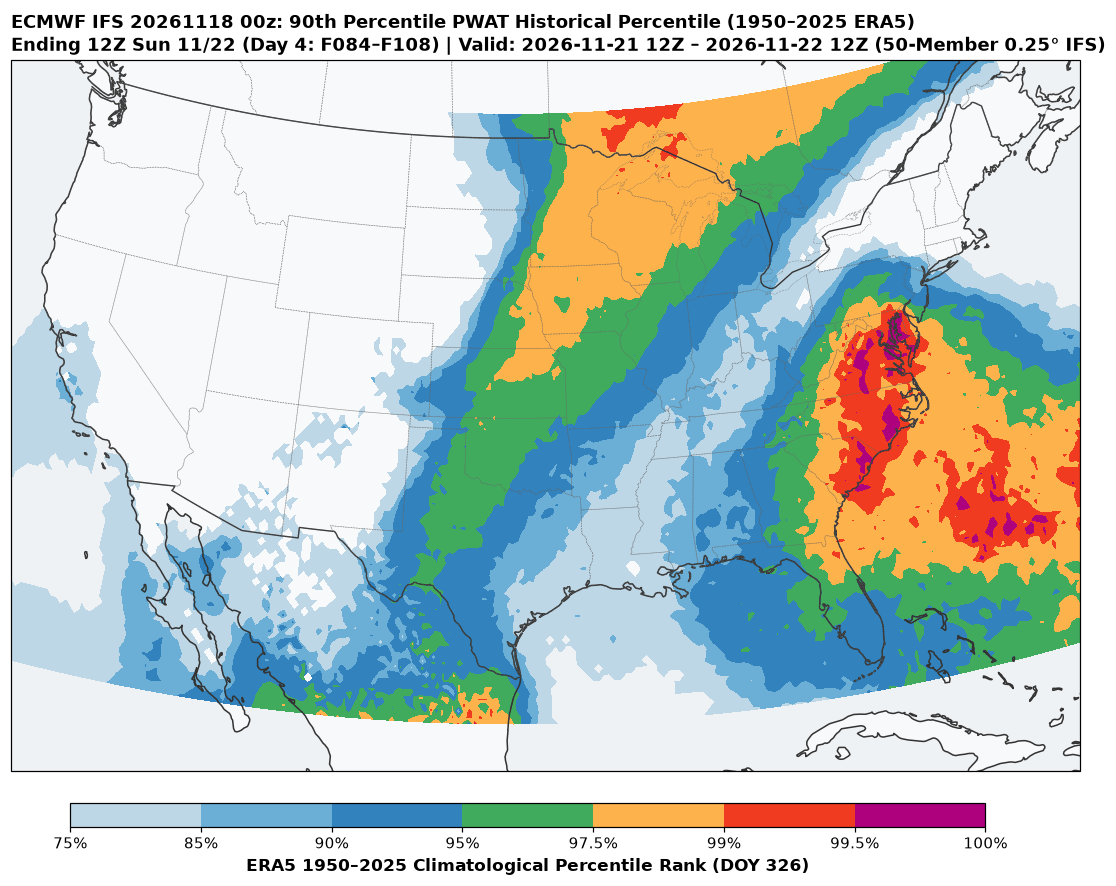 ECMWF IFS 20261118 00z: 90th Percentile PWAT Historical Percentile (1950–2025 ERA5)
Ending 12Z Sun 11/22 (Day 4: F084–F108) | Valid: 2026-11-21 12Z – 2026-11-22 12Z (50-Member 0.25° IFS)
75% 85% 90% 95% 97.5% 99% 99.5% 100%
ERA5 1950–2025 Climatological Percentile Rank (DOY 326)